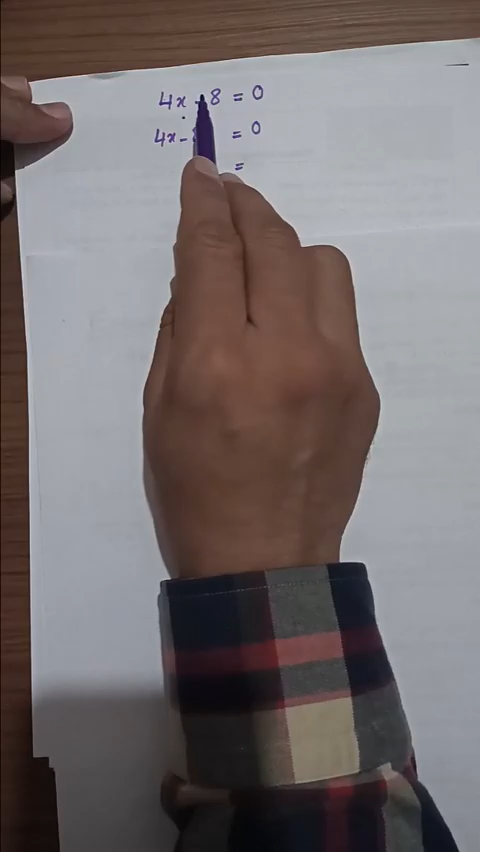 4x - 8 = 0
4x - = 0
=